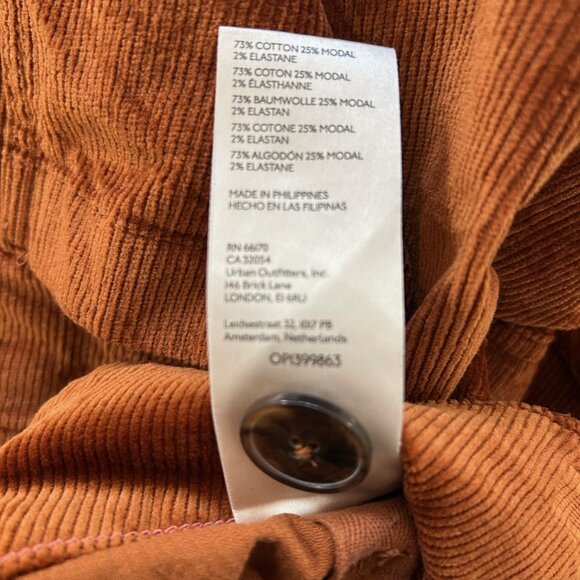 73% COTTON 25% MODAL
2% ELASTANE
73% COTON 25% MODAL
2% ÉLASTHANNE
73% BAUMWOLLE 25% MODAL
2% ELASTAN
73% COTONE 25% MODAL
2% ELASTAN
73% ALGODÓN 25% MODAL
2% ELASTANE
MADE IN PHILIPPINES
HECHO EN LAS FILIPINAS
RN 66170
CA 32054
Urban Outfitters, Inc.
146 Brick Lane
LONDON, E1 6RU
Leidsestreet 32, 1017 PB
Amsterdam, Netherlands
OP1399863